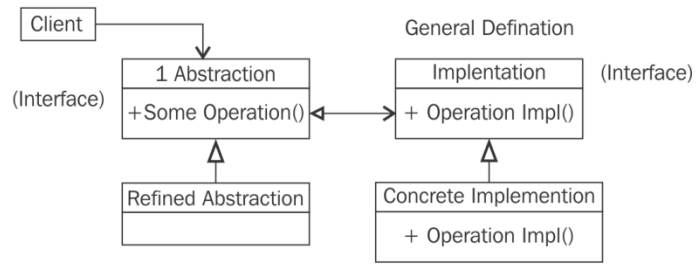 Client
General Defination
1 Abstraction
Implentation
(Interface)
(Interface)
+Some Operation()
+ Operation Impl()
Refined Abstraction
Concrete Implemention
+ Operation Impl()